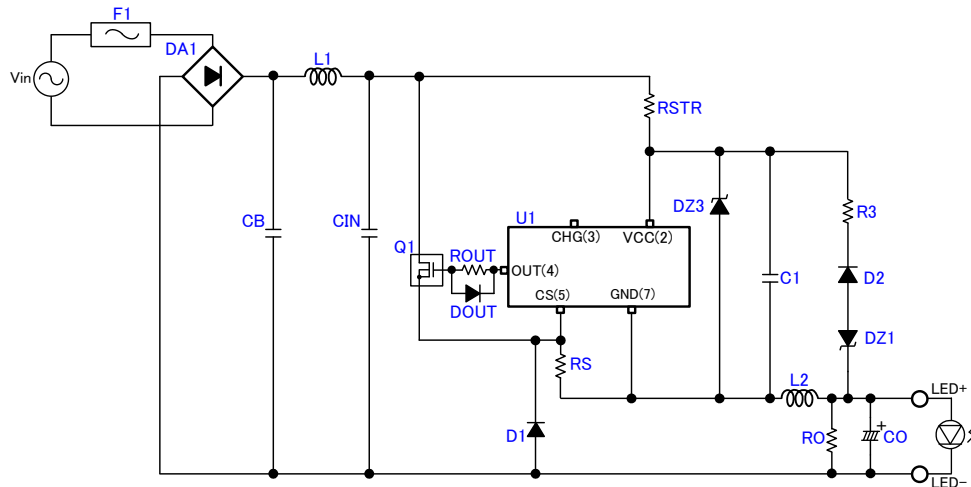 F1
DA1
L1
Vin
RSTR
CB
CIN
Q1
ROUT
DOUT
U1
CHG(3)
VCC(2)
OUT(4)
CS(5)
GND(7)
DZ3
C1
R3
D2
DZ1
RS
L2
D1
RO
CO
+
LED+
LED-